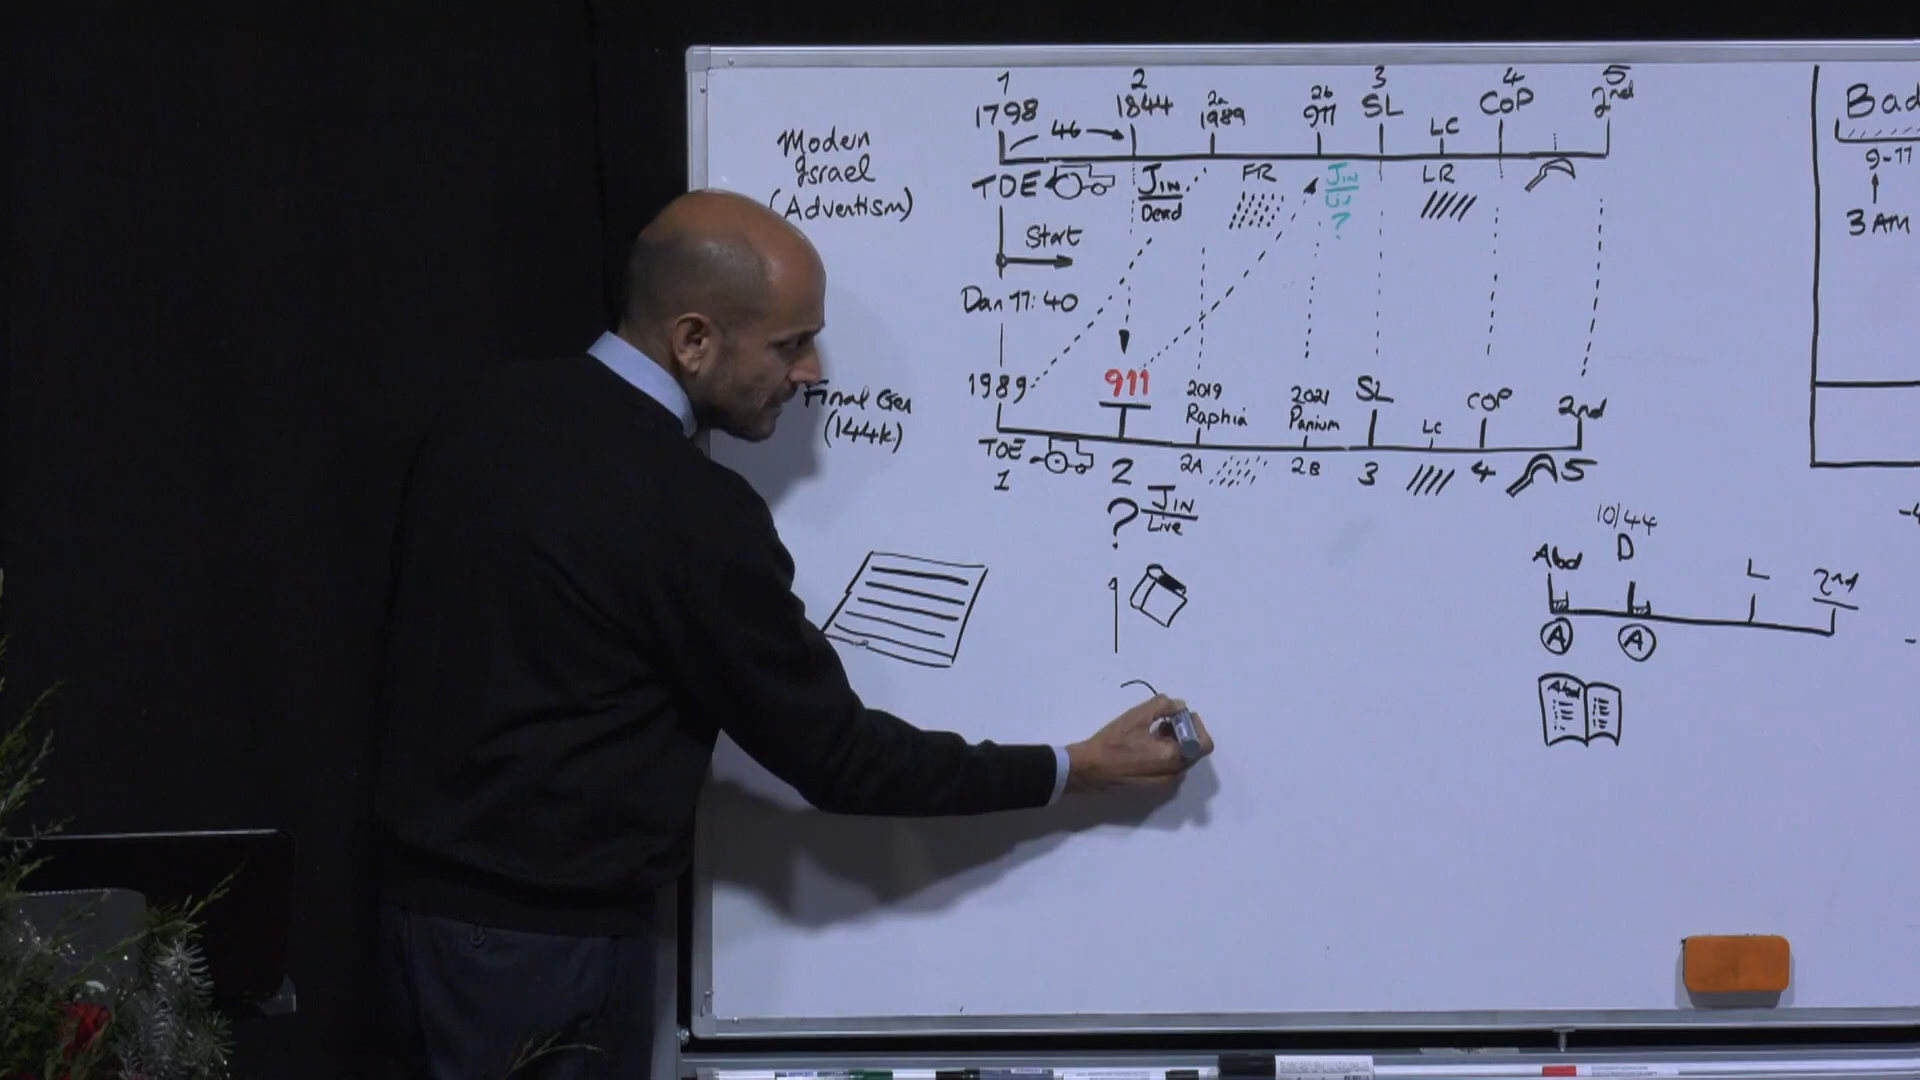 1 2 2a 2b 3 4 5
1798 1844 1989 911 SL COP 2nd
46 LC
Modern
Israel
(Adventism)
TOE JIN FR JIN LR
Dead ?
Start
Dan 11:40
1989 911 2019 2021 SL COP 2nd
Raphia Panium LC
Final Gen
(144k)
TOE 2A 2B 3 4 5
1 2
? JIN
Live
Bad
9-11
3 AM
10/44
Abd D L 2nd
A A
Abd